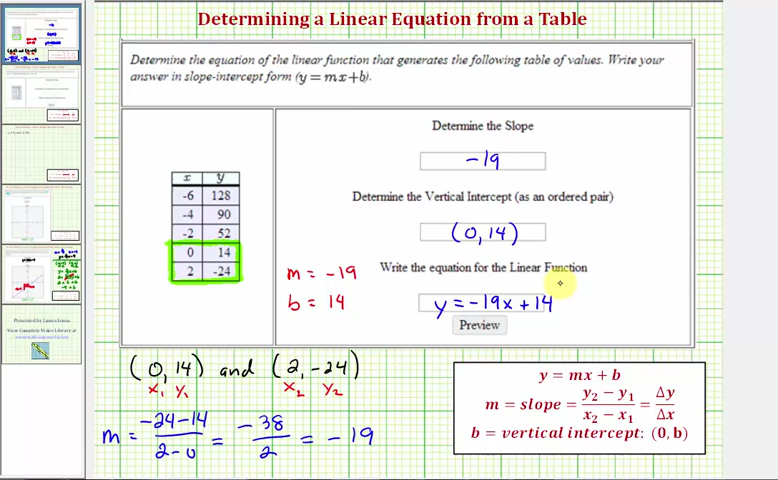 Determining a Linear Equation from a Table
Determine the equation of the linear function that generates the following table of values. Write your
answer in slope-intercept form (y = mx+b).
Determine the Slope
-19
x y
-6 128
-4 90
-2 52
0 14
2 -24
Determine the Vertical Intercept (as an ordered pair)
(0, 14)
m = -19
b = 14
Write the equation for the Linear Function
y = -19x + 14
Preview
(0, 14) and (2, -24)
x₁ y₁ x₂ y₂
m = -24-14 / 2-0 = -38 / 2 = -19
y = mx + b
m = slope = y₂ − y₁ / x₂ − x₁ = Δy / Δx
b = vertical intercept: (0, b)